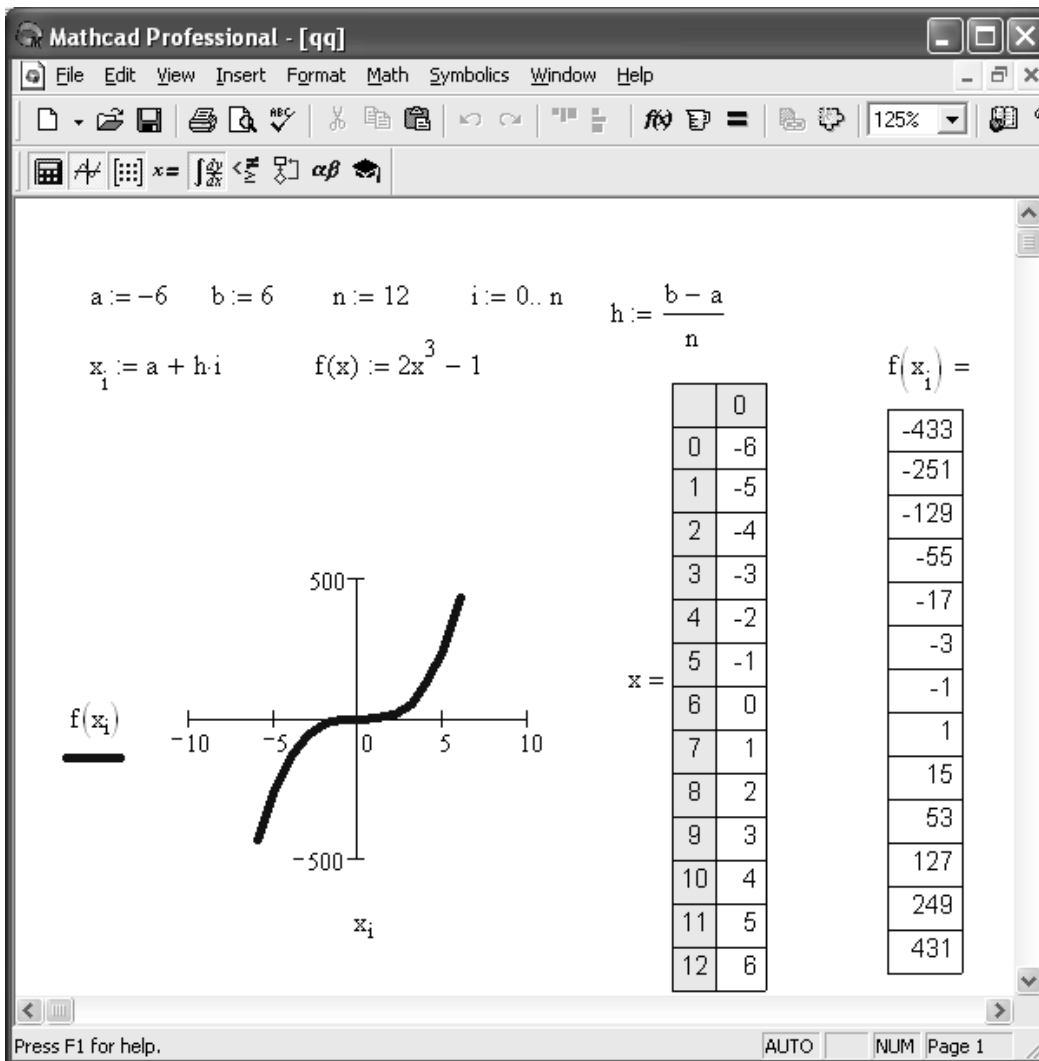 Mathcad Professional - [qq]
File Edit View Insert Format Math Symbolics Window Help
ABC f(x) = 125%
x= ∫ dy/dx <≠≥ αβ
a := −6 b := 6 n := 12 i := 0.. n h := (b − a)/n
x_i := a + h·i f(x) := 2x^3 − 1 f(x_i) =
0
0 -6
1 -5
2 -4
3 -3
4 -2
5 -1
6 0
7 1
8 2
9 3
10 4
11 5
12 6
x =
-433
-251
-129
-55
-17
-3
-1
1
15
53
127
249
431
500
f(x_i)
−10 −5 0 5 10
−500
x_i
Press F1 for help. AUTO NUM Page 1